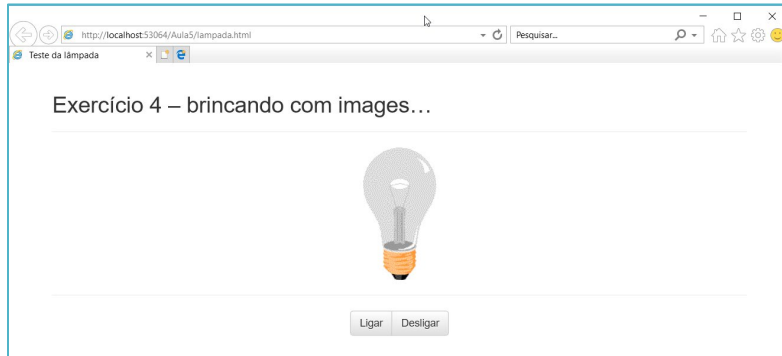 http://localhost:53064/Aula5/lampada.html
Pesquisar...
Teste da lâmpada
Exercício 4 – brincando com images…
Ligar
Desligar